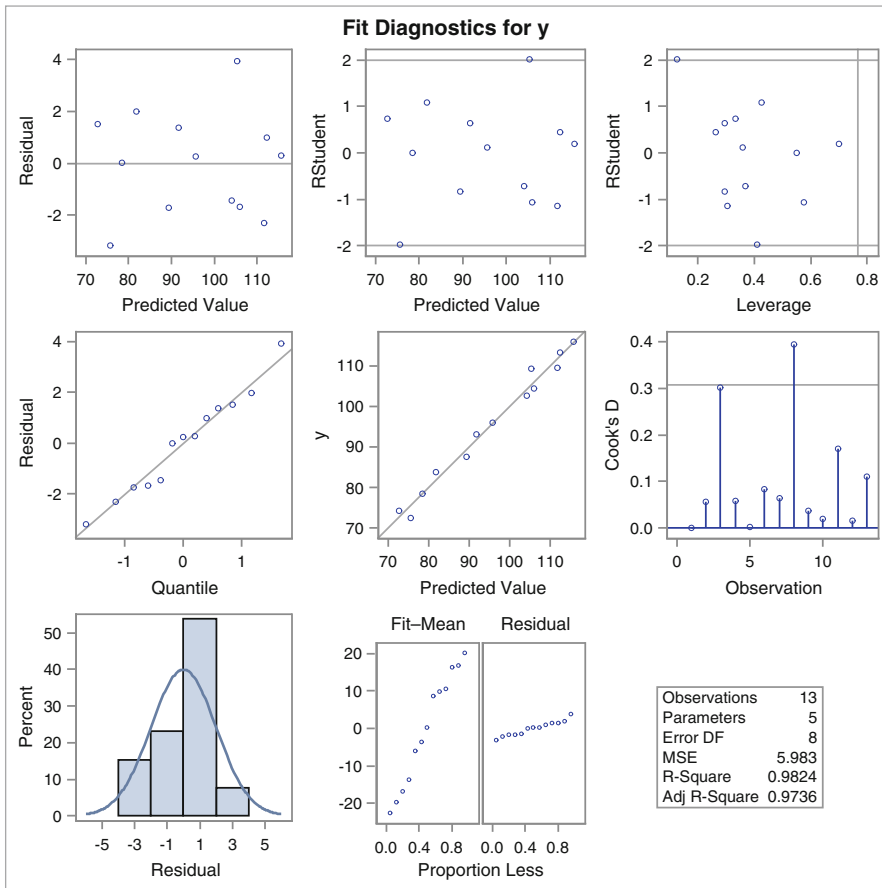 Fit Diagnostics for y
4
2
0
-2
Residual
70 80 90 100 110
Predicted Value
2
1
0
-1
-2
RStudent
70 80 90 100 110
Predicted Value
2
1
0
-1
-2
RStudent
0.2 0.4 0.6 0.8
Leverage
4
2
0
-2
Residual
-1 0 1
Quantile
110
100
90
80
70
y
70 80 90 100 110
Predicted Value
0.4
0.3
0.2
0.1
0.0
Cook's D
0 5 10
Observation
50
40
30
20
10
0
Percent
-5 -3 -1 1 3 5
Residual
Fit–Mean Residual
20
10
0
-10
-20
0.0 0.4 0.8 0.0 0.4 0.8
Proportion Less
Observations 13
Parameters 5
Error DF 8
MSE 5.983
R-Square 0.9824
Adj R-Square 0.9736